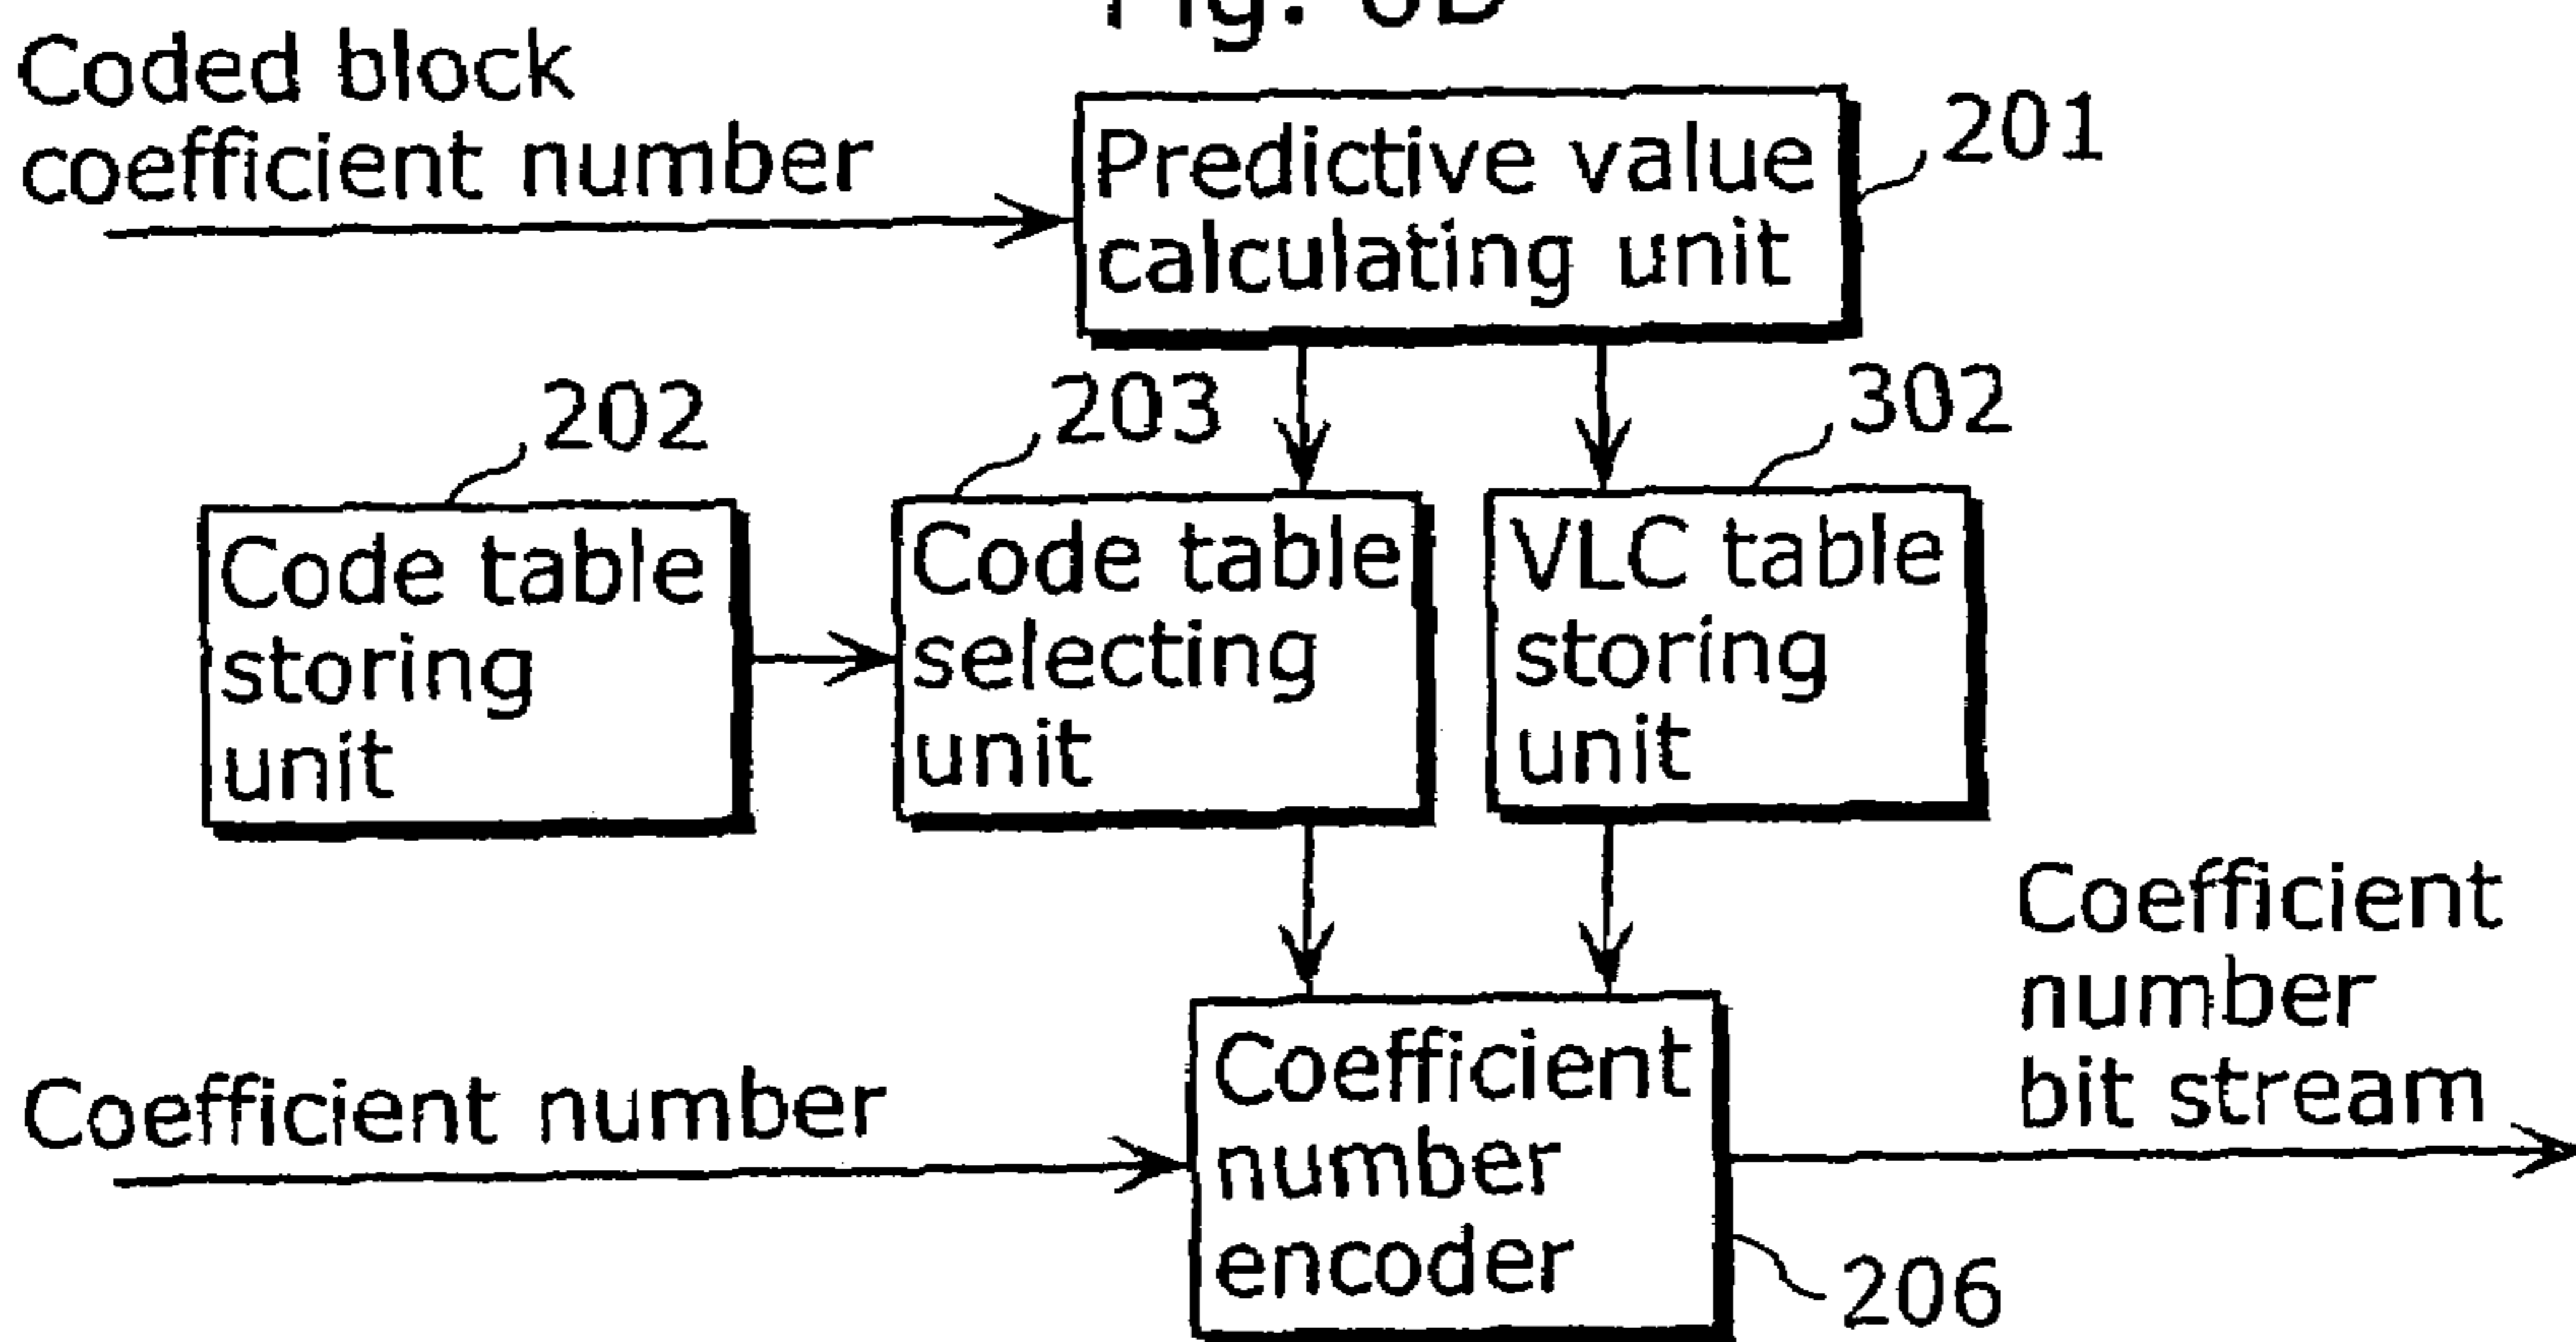 Coded block
coefficient number
Predictive value
calculating unit
201
202
203
302
Code table
storing
unit
Code table
selecting
unit
VLC table
storing
unit
Coefficient number
Coefficient
number
encoder
Coefficient
number
bit stream
206